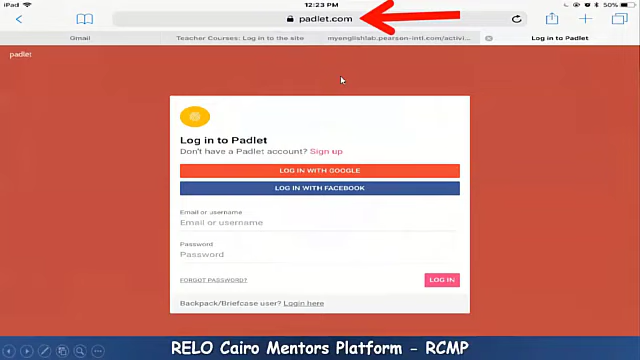 iPad 12:23 PM 50%
padlet.com
Gmail Teacher Courses: Log in to the site myenglishlab.pearson-intl.com/activi... Log in to Padlet
padlet
Log in to Padlet
Don't have a Padlet account? Sign up
LOG IN WITH GOOGLE
LOG IN WITH FACEBOOK
Email or username
Email or username
Password
Password
FORGOT PASSWORD? LOG IN
Backpack/Briefcase user? Login here
RELO Cairo Mentors Platform - RCMP